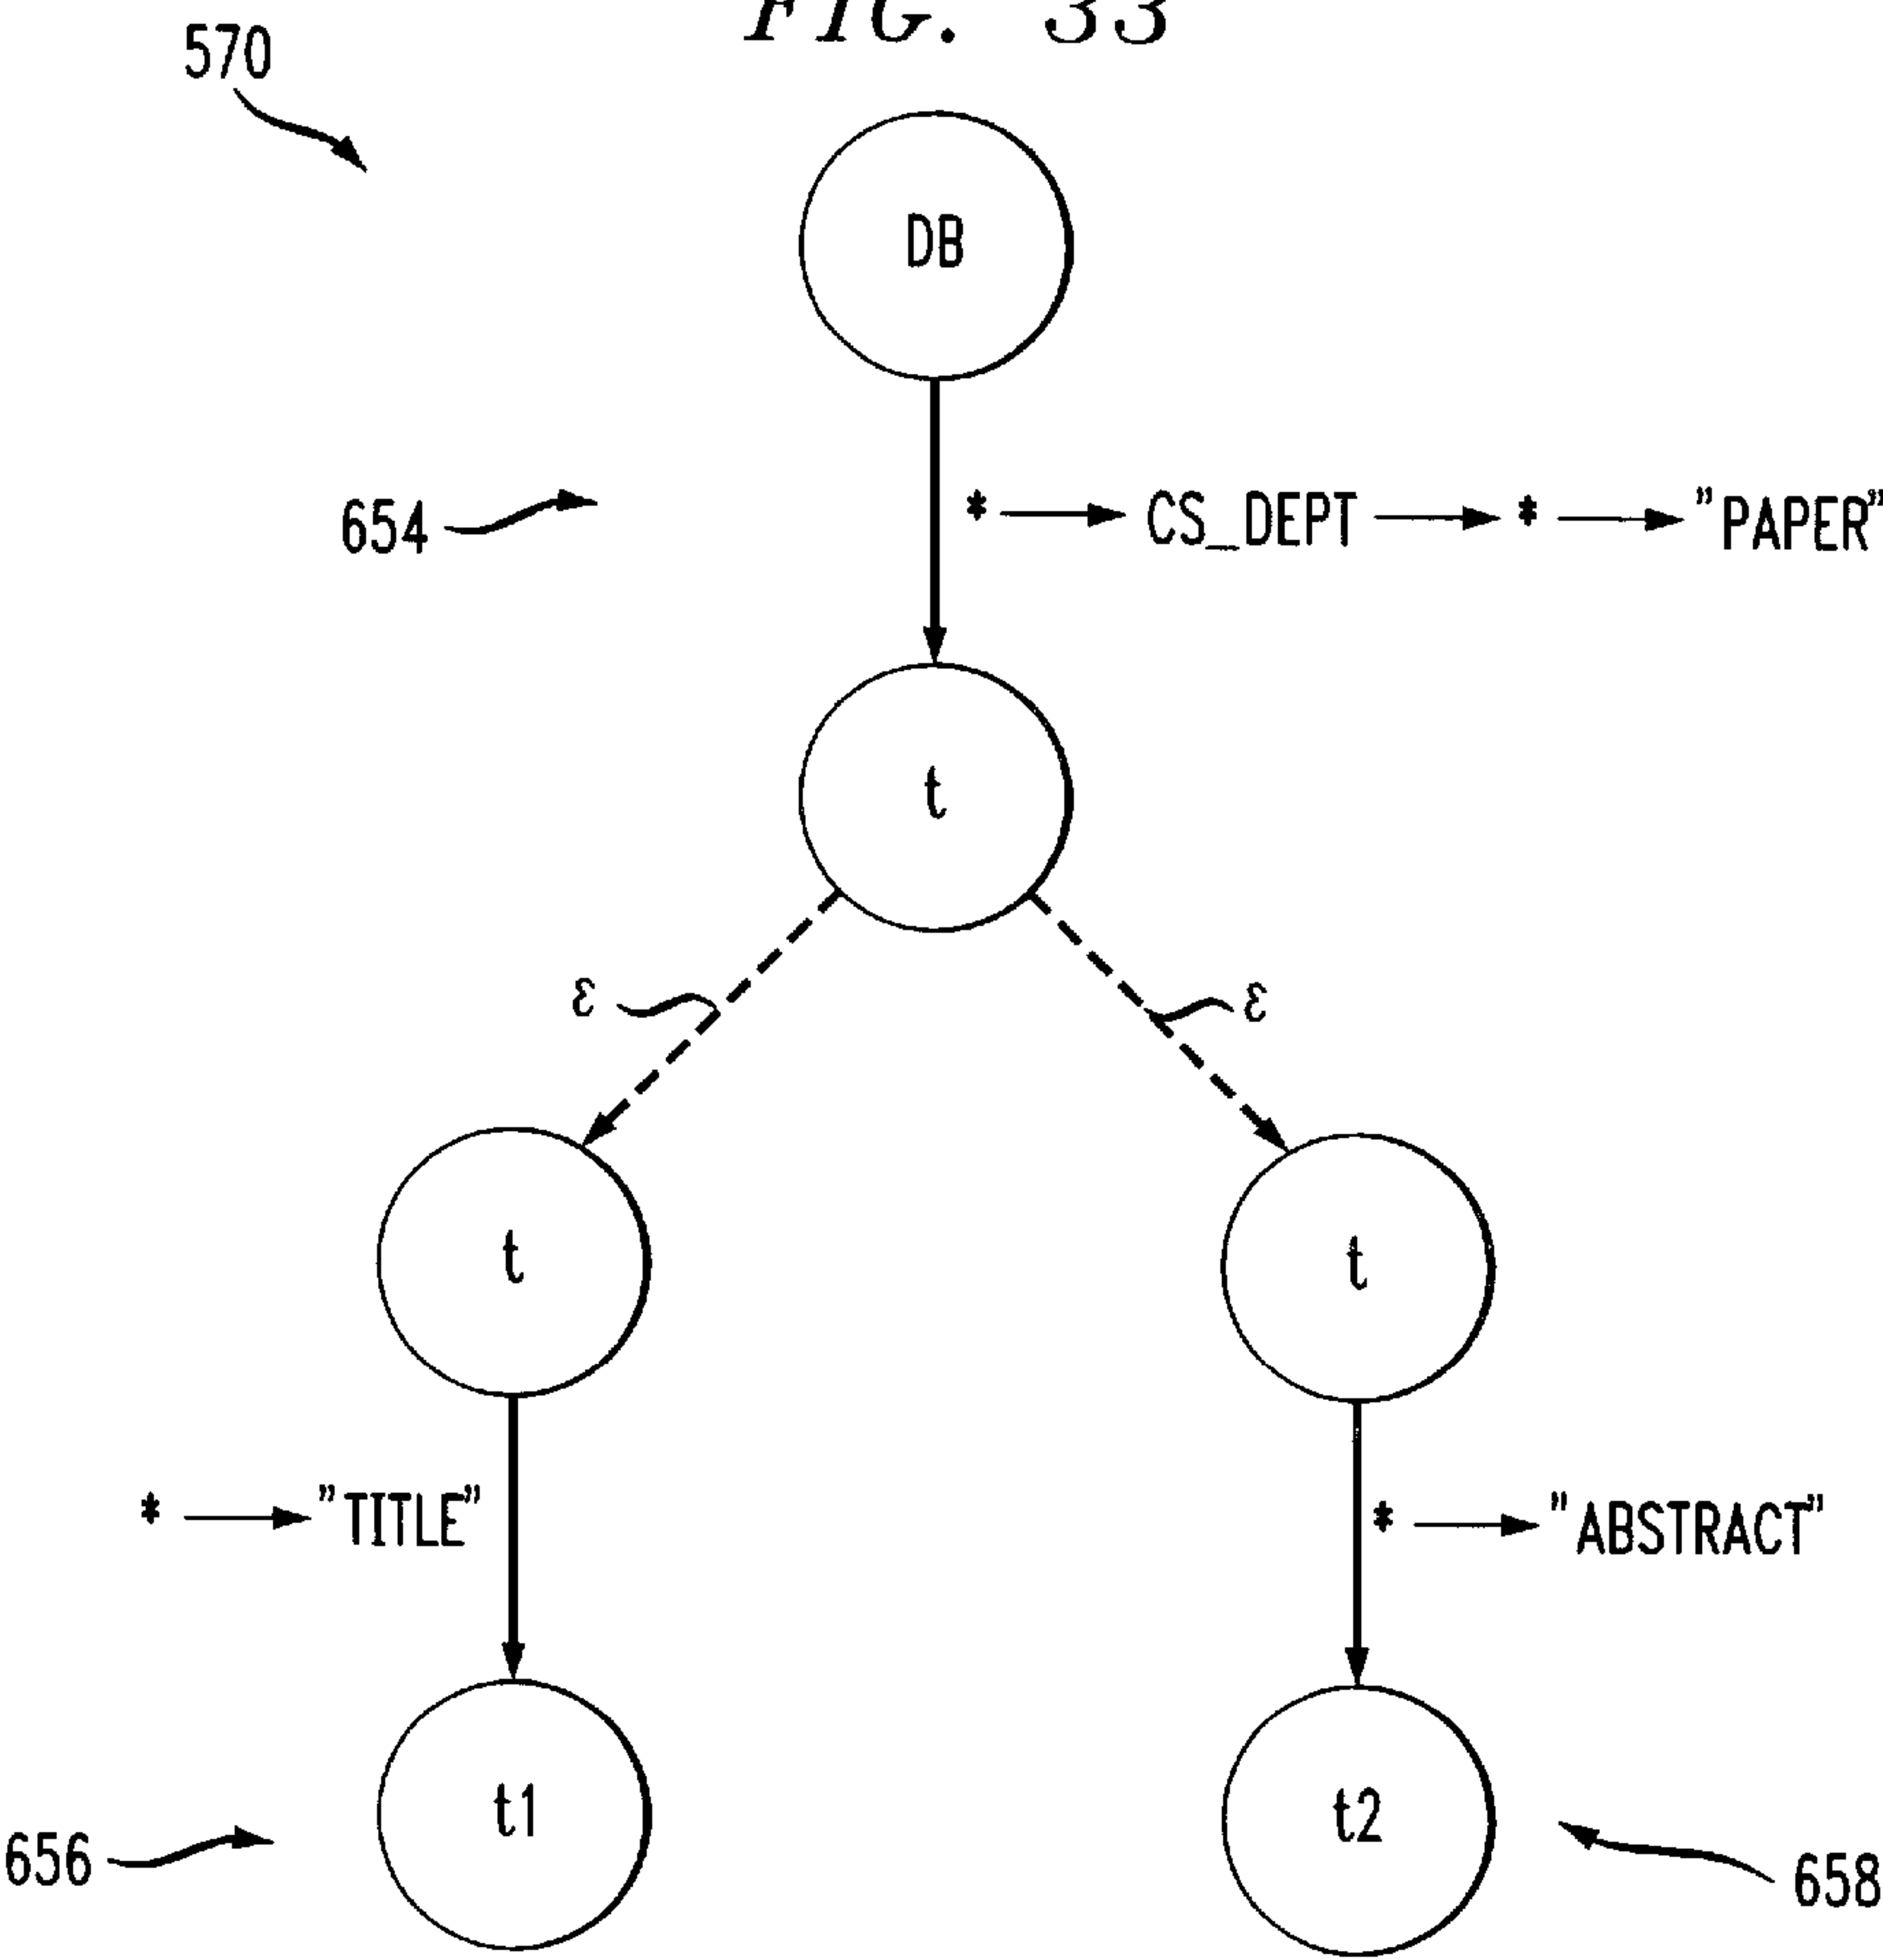 FIG. 33
570
DB
654
* → CS_DEPT → * → "PAPER"
t
ε
ε
t
t
* → "TITLE"
* → "ABSTRACT"
t1
t2
656
658